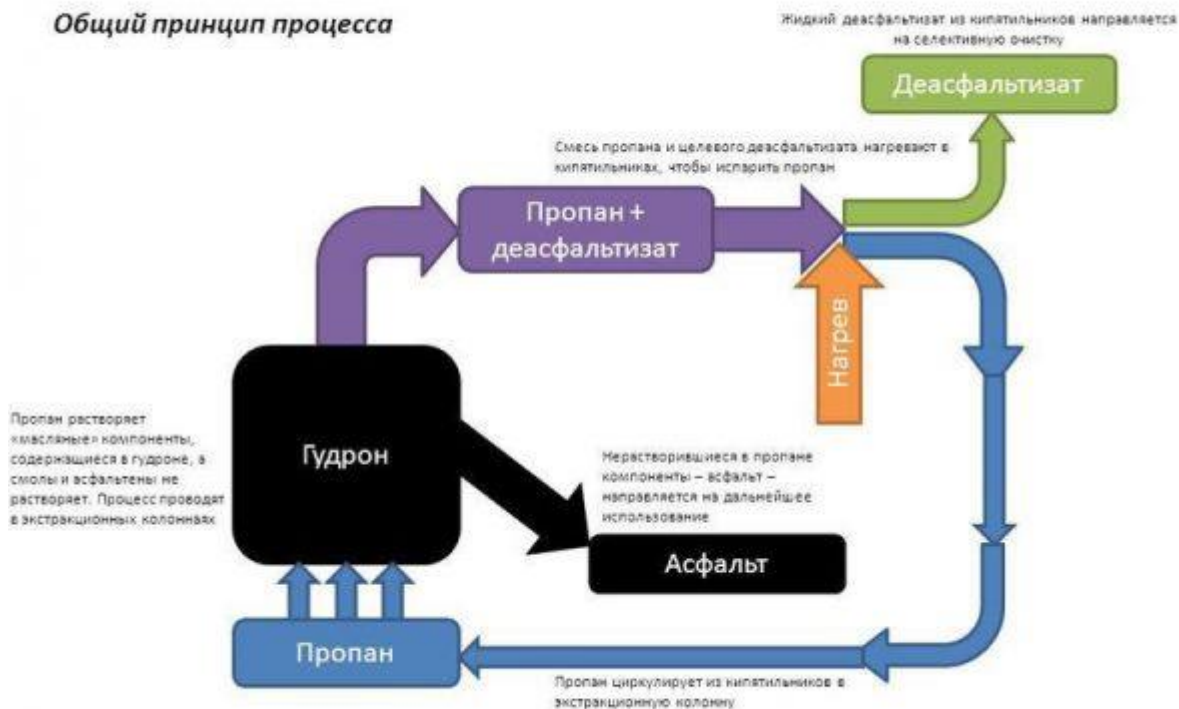 Общий принцип процесса
Жидкий деасфальтизат из кипятильников направляется
на селективную очистку
Деасфальтизат
Смесь пропана и целевого деасфальтизата нагревают в
кипятильниках, чтобы испарить пропан
Пропан +
деасфальтизат
Нагрев
Пропан растворяет
«масляные» компоненты,
содержащиеся в гудроне, а
смолы и асфальтены не
растворяет. Процесс проводят
в экстракционных колоннаях
Гудрон
Нерастворившиеся в пропане
компоненты – асфальт –
направляется на дальнейшее
использование
Асфальт
Пропан
Пропан циркулирует из кипятильников в
экстракционную колонну